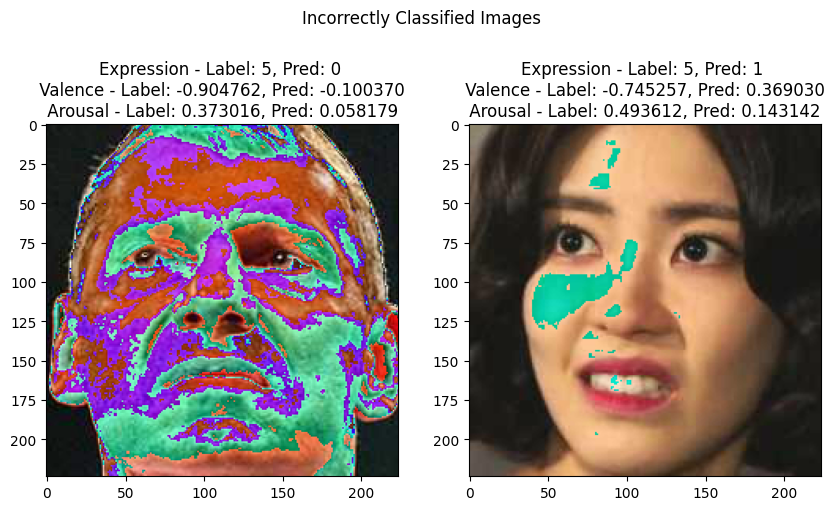 Incorrectly Classified Images
Expression - Label: 5, Pred: 0
Valence - Label: -0.904762, Pred: -0.100370
Arousal - Label: 0.373016, Pred: 0.058179
0
25
50
75
100
125
150
175
200
0 50 100 150 200
Expression - Label: 5, Pred: 1
Valence - Label: -0.745257, Pred: 0.369030
Arousal - Label: 0.493612, Pred: 0.143142
0
25
50
75
100
125
150
175
200
0 50 100 150 200